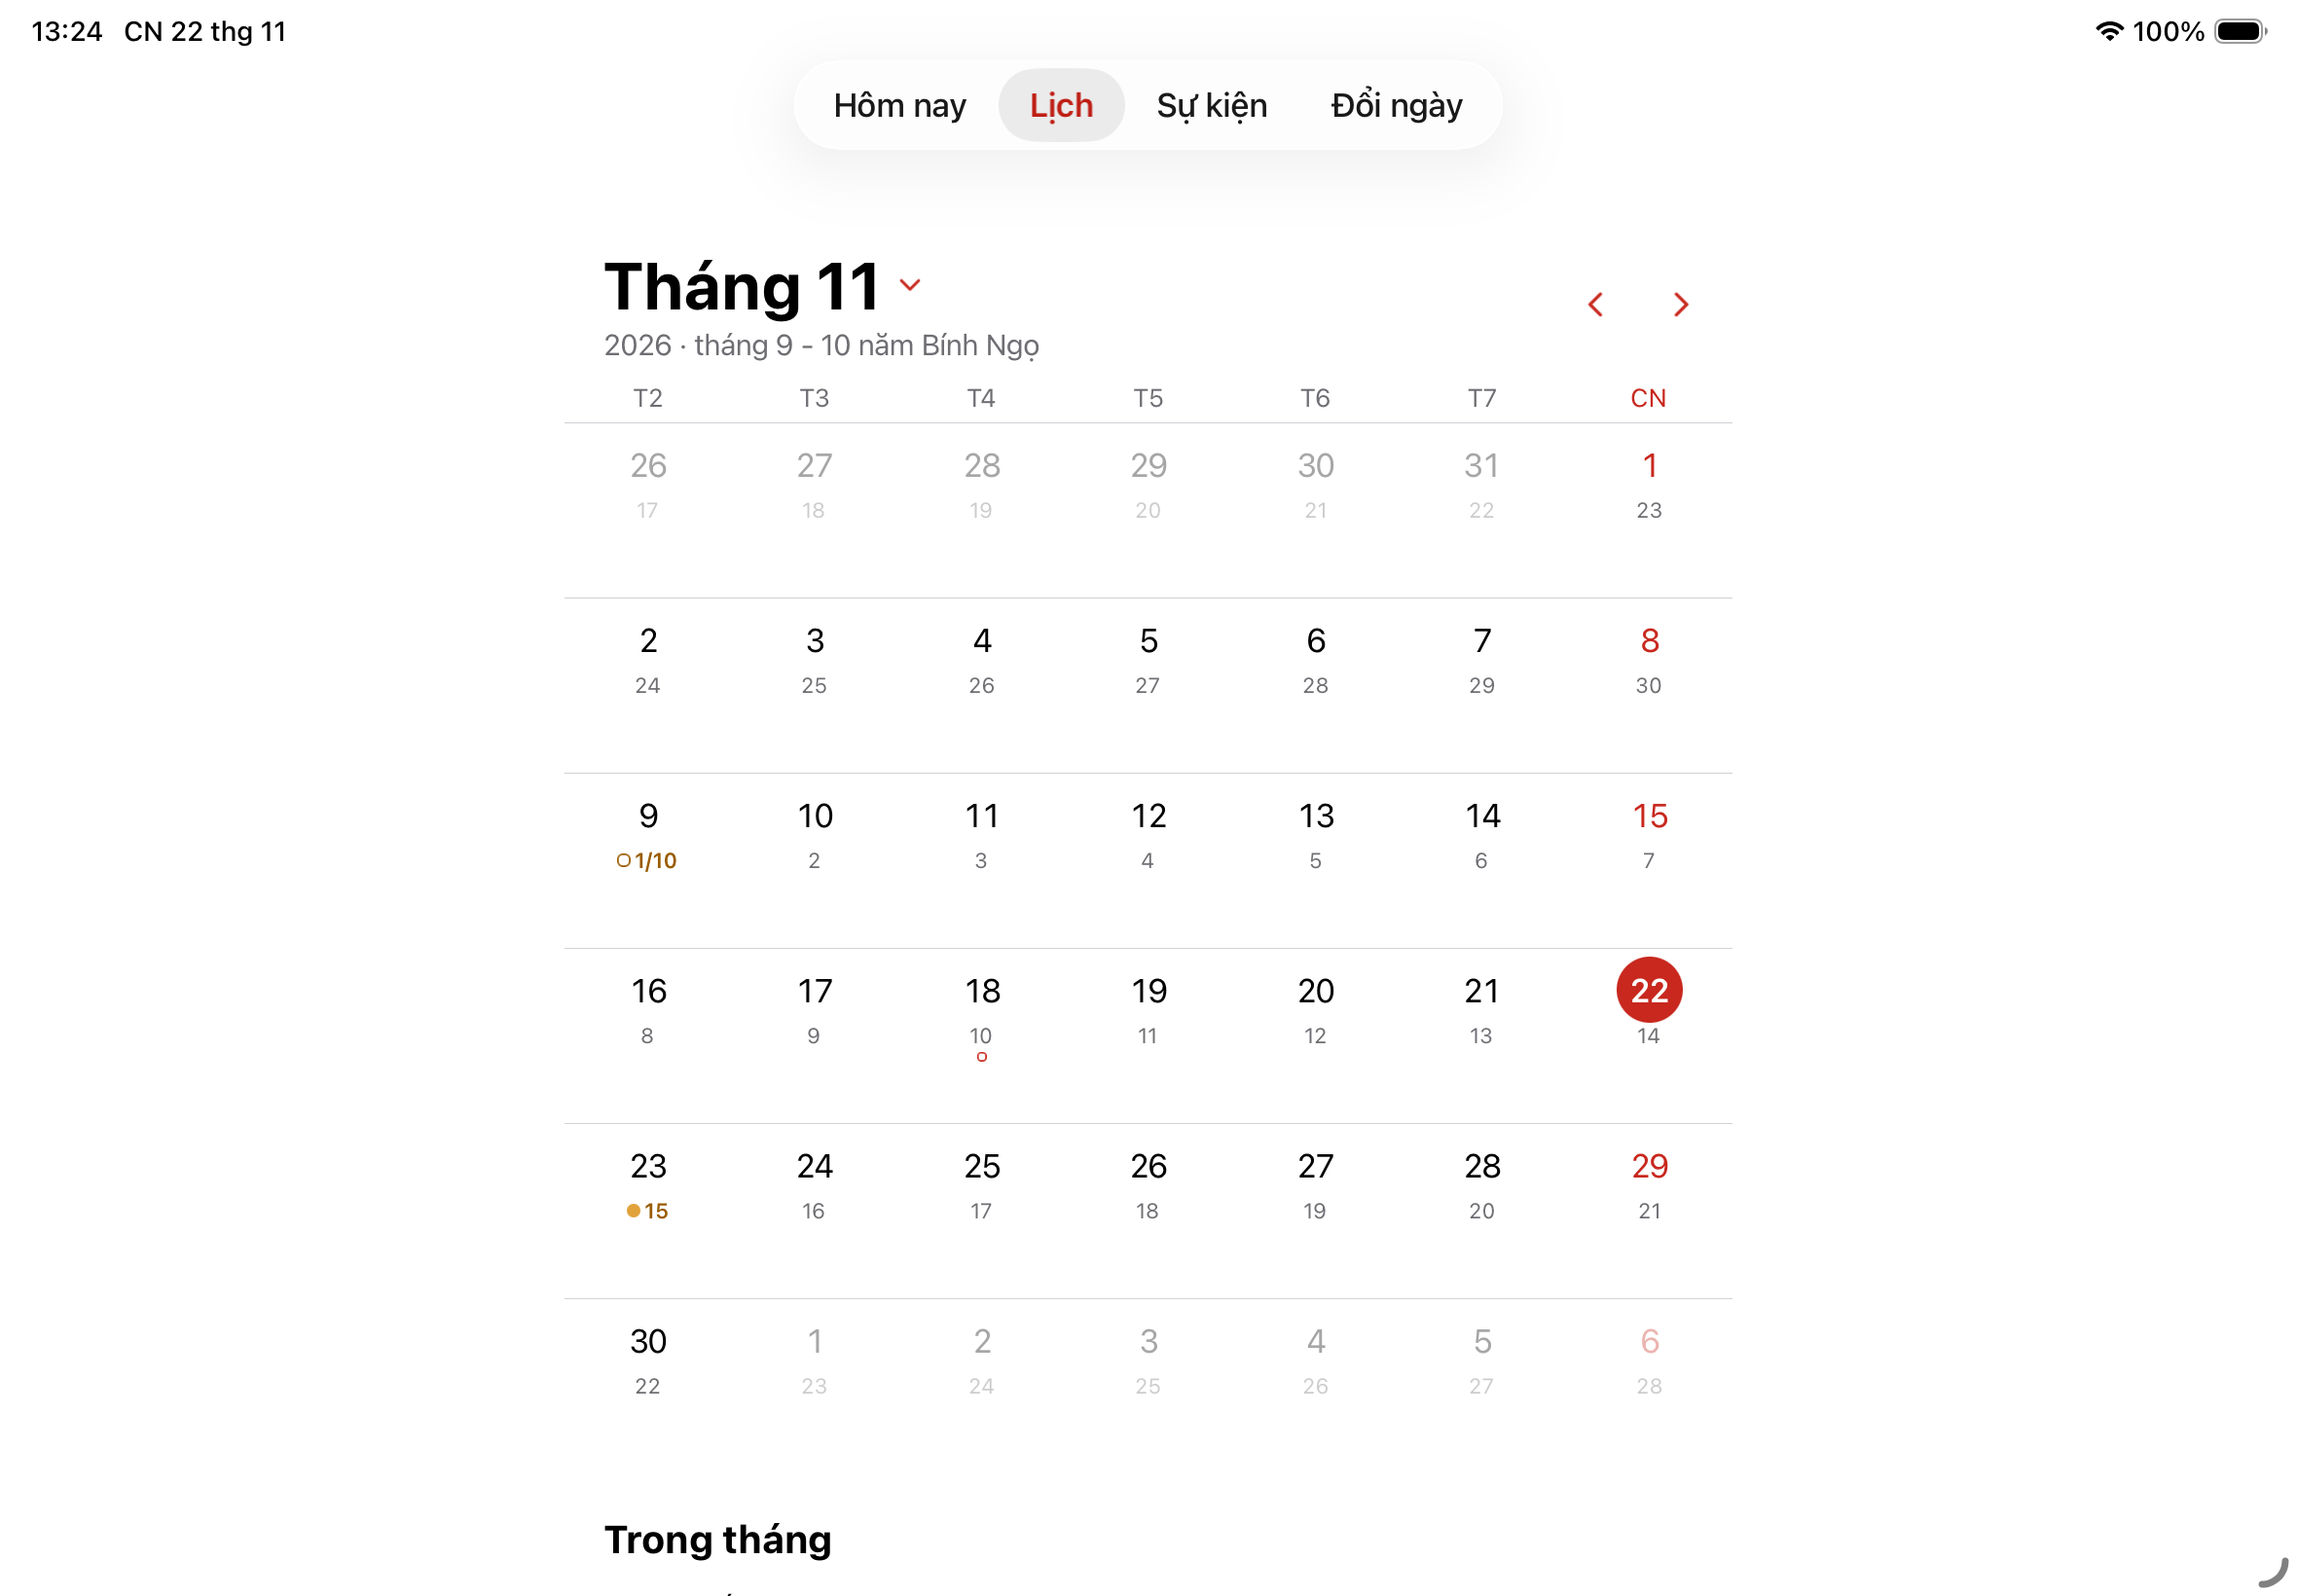 13:24 CN 22 thg 11 100%
Hôm nay Lịch Sự kiện Đổi ngày
Tháng 11
2026 · tháng 9 - 10 năm Bính Ngọ
T2 T3 T4 T5 T6 T7 CN
26 27 28 29 30 31 1
17 18 19 20 21 22 23
2 3 4 5 6 7 8
24 25 26 27 28 29 30
9 10 11 12 13 14 15
1/10 2 3 4 5 6 7
16 17 18 19 20 21 22
8 9 10 11 12 13 14
23 24 25 26 27 28 29
15 16 17 18 19 20 21
30 1 2 3 4 5 6
22 23 24 25 26 27 28
Trong tháng